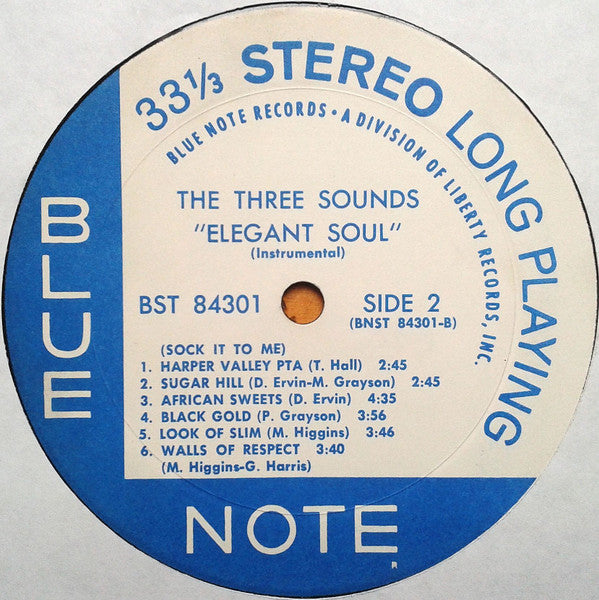 33⅓ STEREO LONG PLAYING
BLUE NOTE RECORDS • A DIVISION OF LIBERTY RECORDS, INC.
THE THREE SOUNDS
"ELEGANT SOUL"
(Instrumental)
BST 84301
SIDE 2
(BNST 84301-B)
(SOCK IT TO ME)
1. HARPER VALLEY PTA (T. Hall) 2:45
2. SUGAR HILL (D. Ervin-M. Grayson) 2:45
3. AFRICAN SWEETS (D. Ervin) 4:35
4. BLACK GOLD (P. Grayson) 3:56
5. LOOK OF SLIM (M. Higgins) 3:46
6. WALLS OF RESPECT 3:40
(M. Higgins-G. Harris)
BLUE
NOTE
R